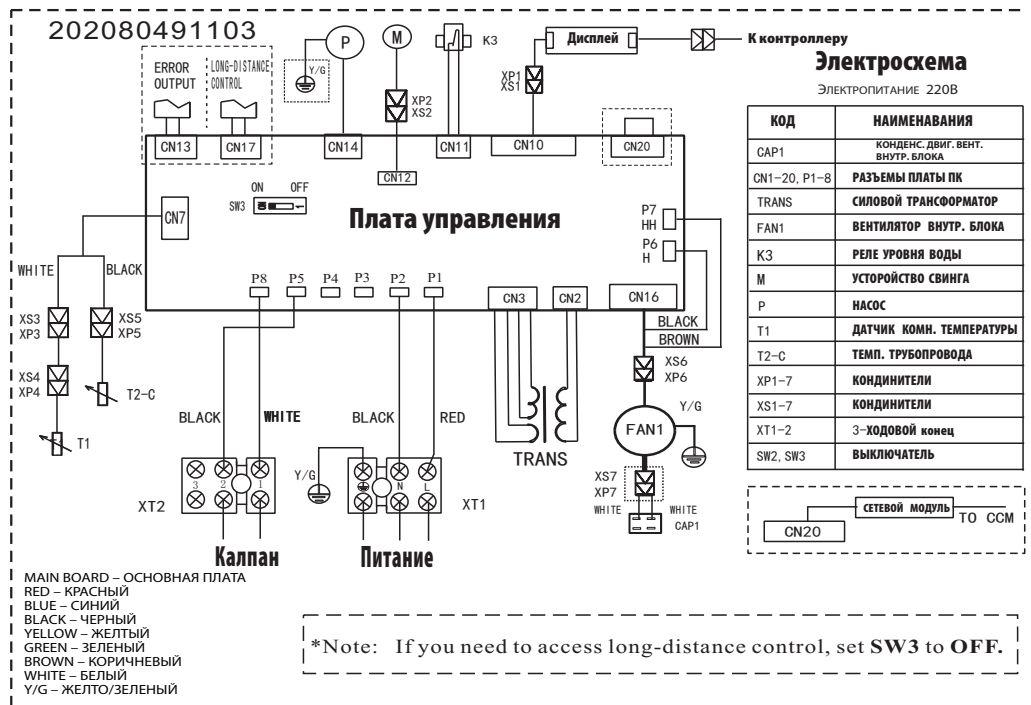 202080491103
ERROR OUTPUT
LONG-DISTANCE CONTROL
CN13
CN17
Y/G
P
CN14
M
XP2
XS2
CN12
K3
CN11
XP1
XS1
CN10
Дисплей
К контроллеру
CN20
Электросхема
Электропитание 220В
КОД НАИМЕНАВАНИЯ
CAP1 КОНДЕНС. ДВИГ. ВЕНТ. ВНУТР. БЛОКА
CN1-20, P1-8 РАЗЪЕМЫ ПЛАТЫ ПК
TRANS СИЛОВОЙ ТРАНСФОРМАТОР
FAN1 ВЕНТИЛЯТОР ВНУТР. БЛОКА
K3 РЕЛЕ УРОВНЯ ВОДЫ
M УСТОРОЙСТВО СВИНГА
P НАСОС
T1 ДАТЧИК КОМН. ТЕМПЕРАТУРЫ
T2-C ТЕМП. ТРУБОПРОВОДА
XP1-7 КОНДИНИТЕЛИ
XS1-7 КОНДИНИТЕЛИ
XT1-2 3-ХОДОВОЙ конец
SW2, SW3 ВЫКЛЮЧАТЕЛЬ
CN20
СЕТЕВОЙ МОДУЛЬ
TO CCM
ON OFF
SW3
CN7
Плата управления
P7
HH
P6
H
P8 P5 P4 P3 P2 P1
CN3 CN2 CN16
WHITE BLACK
XS3
XP3
XS5
XP5
XS4
XP4
T2-C
T1
BLACK WHITE BLACK RED
BLACK
BROWN
XS6
XP6
Y/G
FAN1
TRANS
XS7
XP7
WHITE WHITE
CAP1
3 2 1
XT2
Y/G
N L
XT1
Калпан
Питание
MAIN BOARD – ОСНОВНАЯ ПЛАТА
RED – КРАСНЫЙ
BLUE – СИНИЙ
BLACK – ЧЕРНЫЙ
YELLOW – ЖЕЛТЫЙ
GREEN – ЗЕЛЕНЫЙ
BROWN – КОРИЧНЕВЫЙ
WHITE – БЕЛЫЙ
Y/G – ЖЕЛТО/ЗЕЛЕНЫЙ
*Note: If you need to access long-distance control, set SW3 to OFF.